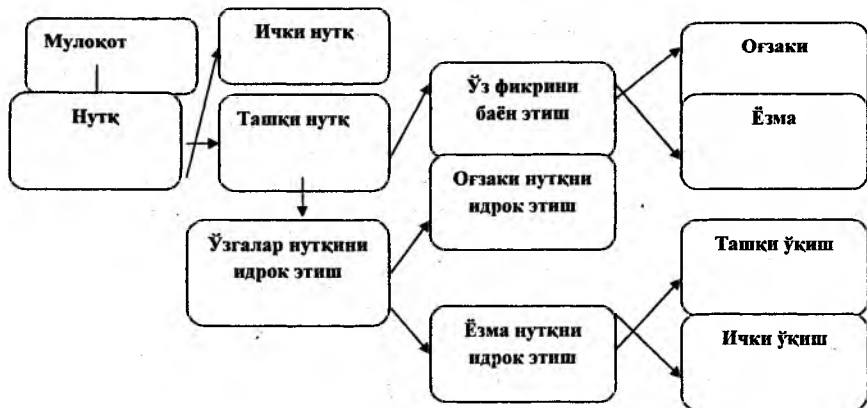 Мулоқот
Нутқ
Ички нутқ
Ташқи нутқ
Ўзгалар нутқини
идрок этиш
Ўз фикрини
баён этиш
Оғзаки нутқни
идрок этиш
Ёзма нутқни
идрок этиш
Оғзаки
Ёзма
Ташқи ўқиш
Ички ўқиш